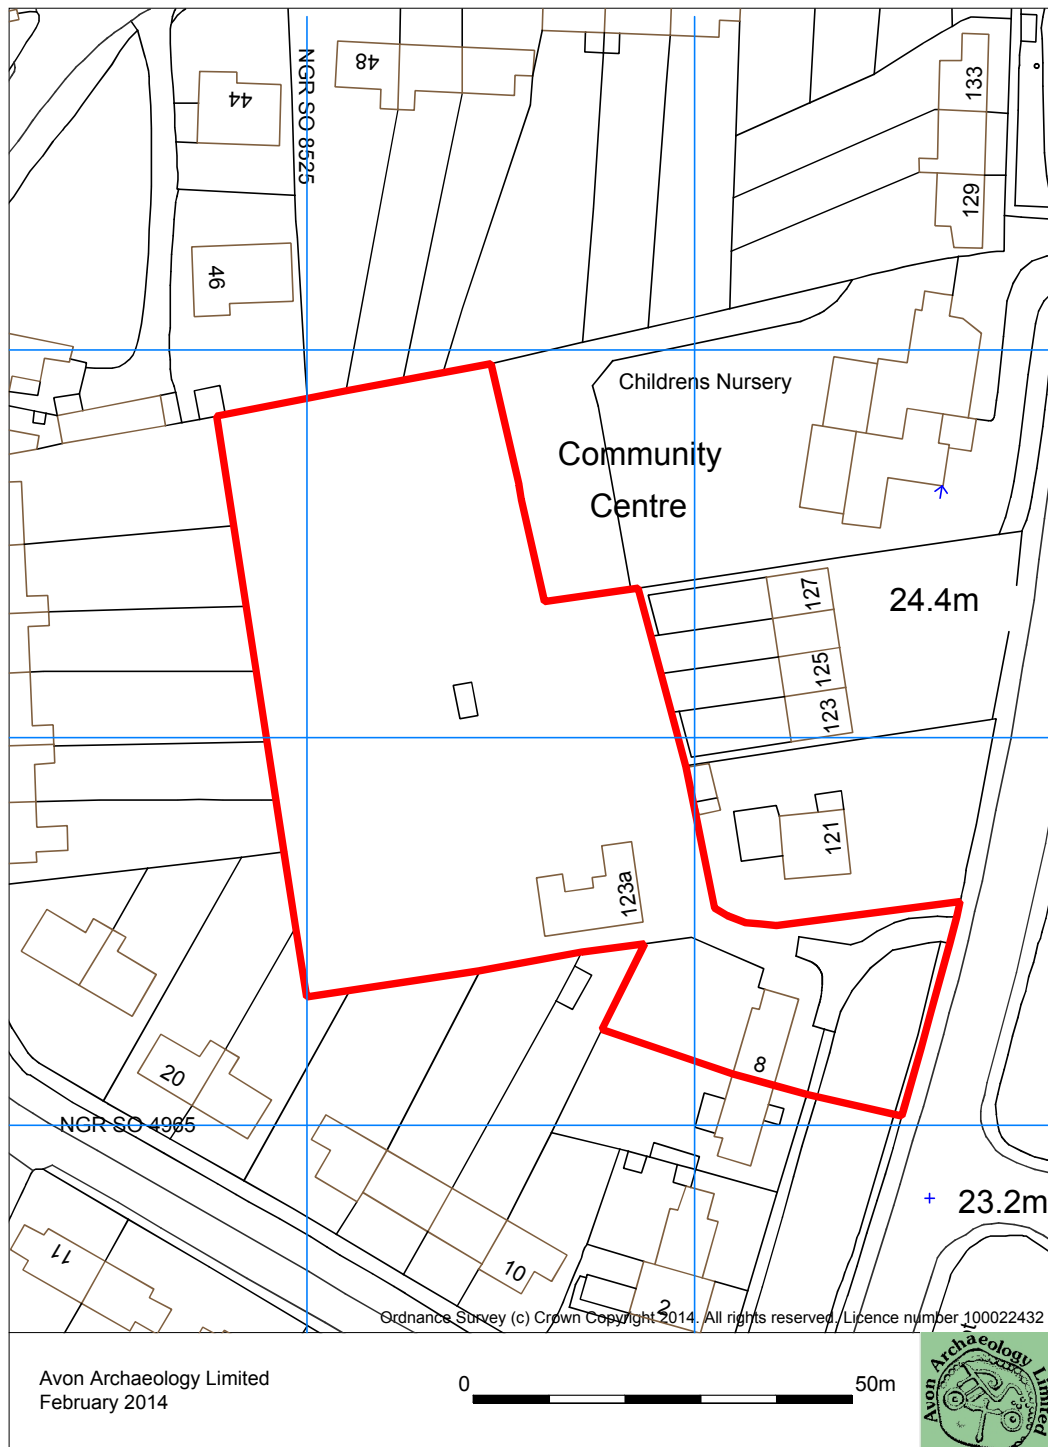 48
44
NGR SO 8525
133
129
46
Childrens Nursery
Community
Centre
127
24.4m
125
123
121
123a
8
20
NGR SO 4965
23.2m
11
10
2
Ordnance Survey (c) Crown Copyright 2014. All rights reserved. Licence number 100022432
Avon Archaeology Limited
February 2014
0
50m
Avon Archaeology Limited